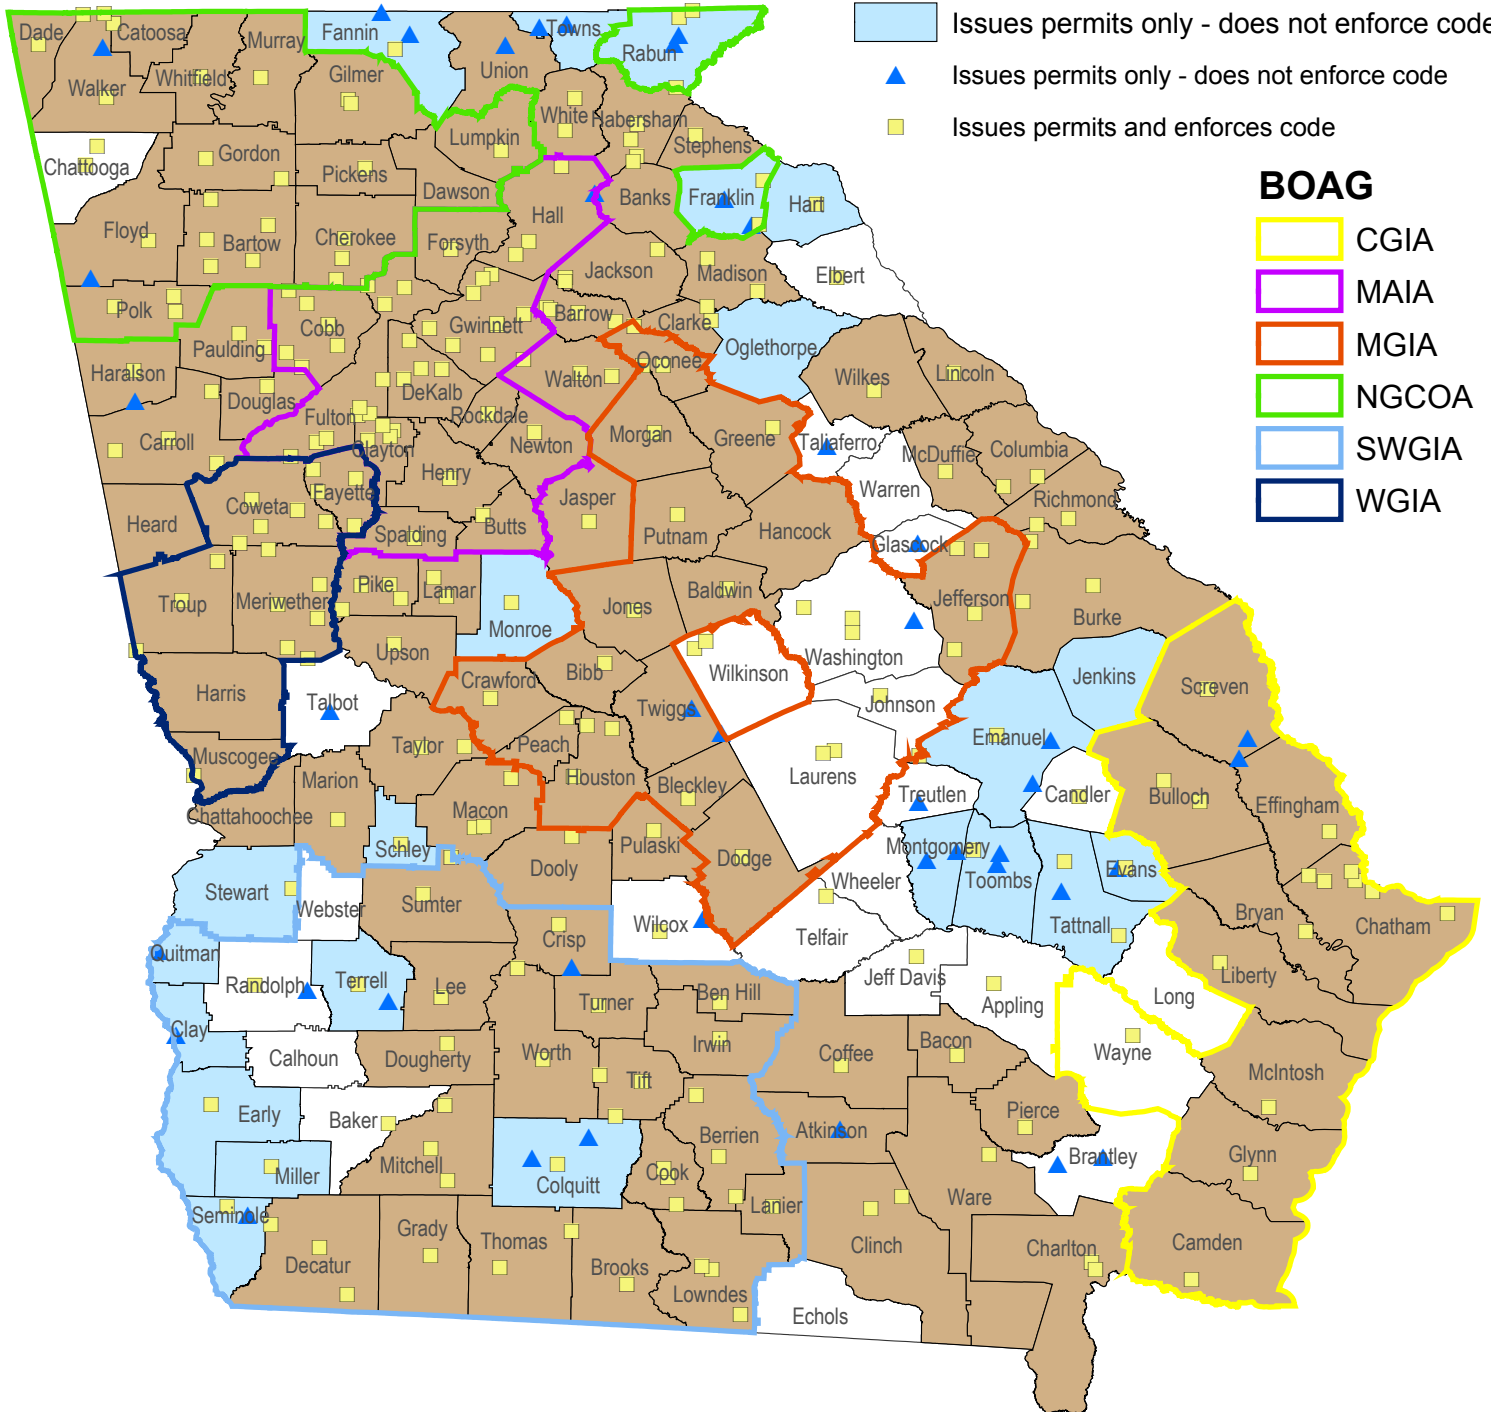 Issues permits only - does not enforce code
Issues permits only - does not enforce code
Issues permits and enforces code
BOAG
CGIA
MAIA
MGIA
NGCOA
SWGIA
WGIA
Dade
Catoosa
Murray
Fannin
Towns
Rabun
Walker
Whitfield
Gilmer
Union
White
Habersham
Stephens
Lumpkin
Chattooga
Gordon
Pickens
Dawson
Hall
Banks
Franklin
Hart
Floyd
Bartow
Cherokee
Forsyth
Jackson
Madison
Elbert
Polk
Cobb
Gwinnett
Barrow
Clarke
Oglethorpe
Paulding
Haralson
Douglas
DeKalb
Walton
Oconee
Wilkes
Lincoln
Carroll
Fulton
Clayton
Rockdale
Newton
Morgan
Greene
Taliaferro
McDuffie
Columbia
Henry
Warren
Richmond
Heard
Coweta
Fayette
Spalding
Butts
Jasper
Putnam
Hancock
Glascock
Troup
Meriwether
Pike
Lamar
Monroe
Jones
Baldwin
Jefferson
Burke
Washington
Upson
Crawford
Bibb
Wilkinson
Jenkins
Screven
Harris
Talbot
Twiggs
Johnson
Muscogee
Taylor
Peach
Houston
Emanuel
Marion
Bleckley
Laurens
Treutlen
Candler
Bulloch
Effingham
Chattahoochee
Macon
Schley
Dooly
Pulaski
Dodge
Montgomery
Toombs
Evans
Wheeler
Stewart
Webster
Sumter
Wilcox
Crisp
Telfair
Tattnall
Bryan
Chatham
Quitman
Randolph
Terrell
Lee
Turner
Ben Hill
Jeff Davis
Appling
Long
Liberty
Clay
Calhoun
Dougherty
Worth
Tift
Irwin
Coffee
Bacon
Wayne
McIntosh
Early
Baker
Mitchell
Berrien
Atkinson
Pierce
Brantley
Glynn
Miller
Colquitt
Cook
Lanier
Ware
Seminole
Decatur
Grady
Thomas
Brooks
Lowndes
Clinch
Charlton
Camden
Echols